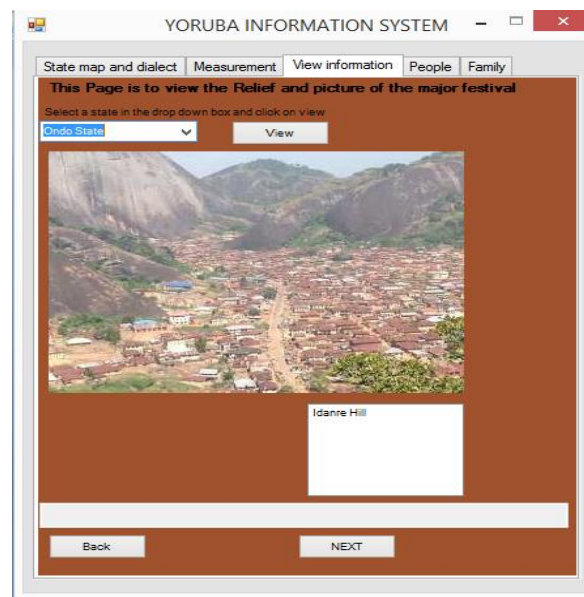 YORUBA INFORMATION SYSTEM
State map and dialect Measurement View information People Family
This Page is to view the Relief and picture of the major festival
Select a state in the drop down box and click on view
Ondo State View
Idanre Hill
Back NEXT